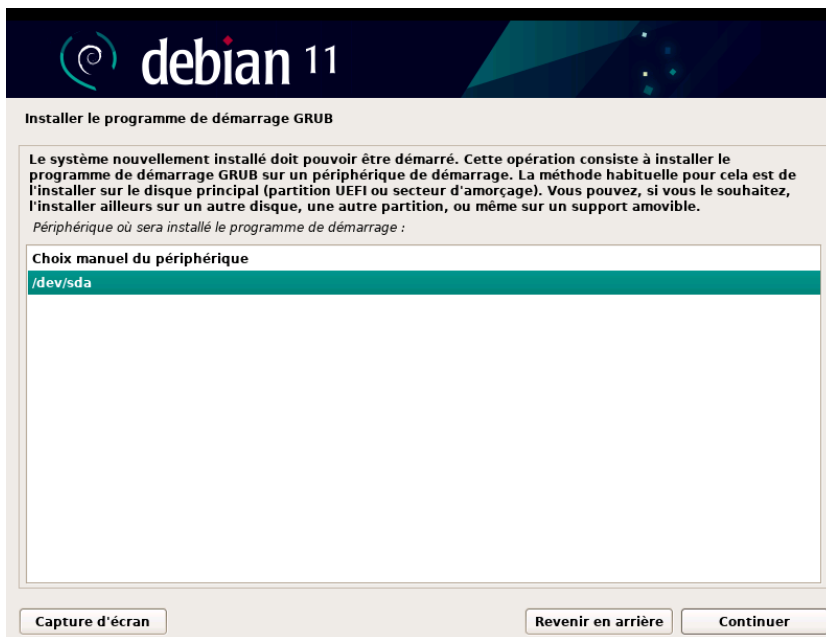 debian 11
Installer le programme de démarrage GRUB
Le système nouvellement installé doit pouvoir être démarré. Cette opération consiste à installer le
programme de démarrage GRUB sur un périphérique de démarrage. La méthode habituelle pour cela est de
l'installer sur le disque principal (partition UEFI ou secteur d'amorçage). Vous pouvez, si vous le souhaitez,
l'installer ailleurs sur un autre disque, une autre partition, ou même sur un support amovible.
Périphérique où sera installé le programme de démarrage :
Choix manuel du périphérique
/dev/sda
Capture d'écran
Revenir en arrière
Continuer